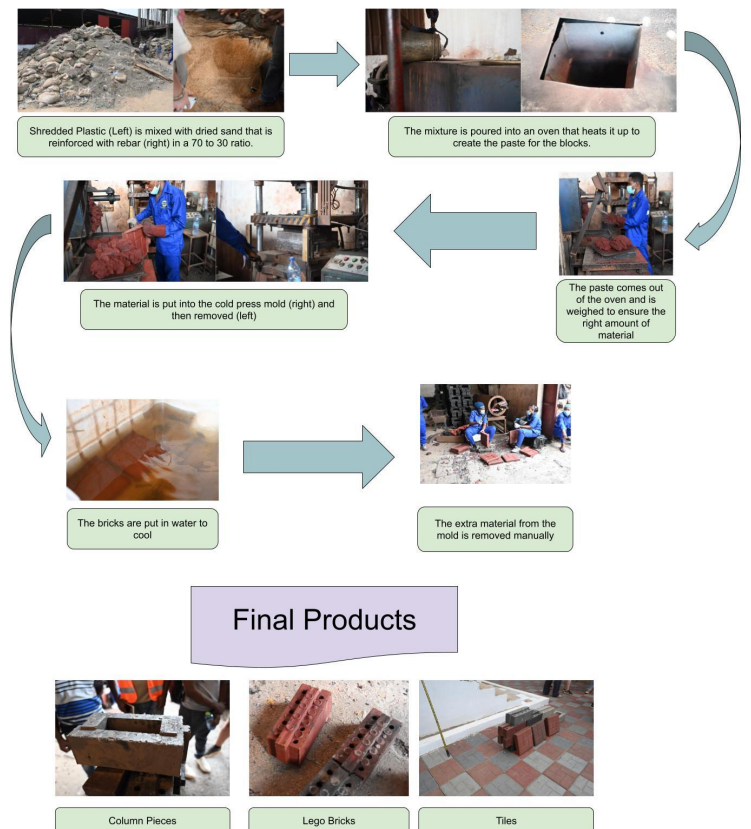 Shredded Plastic (Left) is mixed with dried sand that is
reinforced with rebar (right) in a 70 to 30 ratio.
The mixture is poured into an oven that heats it up to
create the paste for the blocks.
The paste comes out
of the oven and is
weighed to ensure the
right amount of
material
The material is put into the cold press mold (right) and
then removed (left)
The bricks are put in water to
cool
The extra material from the
mold is removed manually
Final Products
Column Pieces
Lego Bricks
Tiles